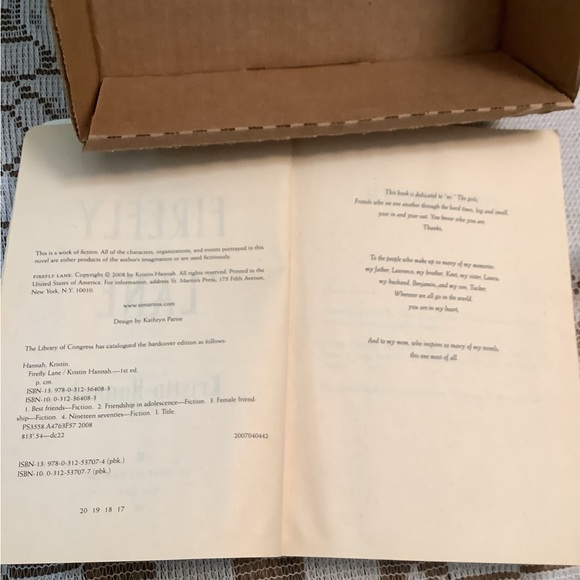 This is a work of fiction. All of the characters, organizations, and events portrayed in this
novel are either products of the author's imagination or are used fictitiously.
FIREFLY LANE. Copyright © 2008 by Kristin Hannah. All rights reserved. Printed in the
United States of America. For information, address St. Martin's Press, 175 Fifth Avenue,
New York, N.Y. 10010.
www.stmartins.com
Design by Kathryn Parise
The Library of Congress has catalogued the hardcover edition as follows:
Hannah, Kristin.
Firefly Lane / Kristin Hannah.—1st ed.
p. cm.
ISBN-13: 978-0-312-36408-3
ISBN-10: 0-312-36408-3
1. Best friends—Fiction. 2. Friendship in adolescence—Fiction. 3. Female friend-
ship—Fiction. 4. Nineteen seventies—Fiction. I. Title.
PS3558.A4763F57 2008
813'.54—dc22 2007040442
ISBN-13: 978-0-312-53707-4 (pbk.)
ISBN-10: 0-312-53707-7 (pbk.)
20 19 18 17
This book is dedicated to "us." The girls.
Friends who see one another through the hard times, big and small,
year in and year out. You know who you are.
Thanks.
To the people who make up so many of my memories:
my father, Laurence; my brother, Kent; my sister, Laura;
my husband, Benjamin; and my son, Tucker.
Wherever we all go in the world,
you are in my heart.
And to my mom, who inspires so many of my novels,
this one most of all.